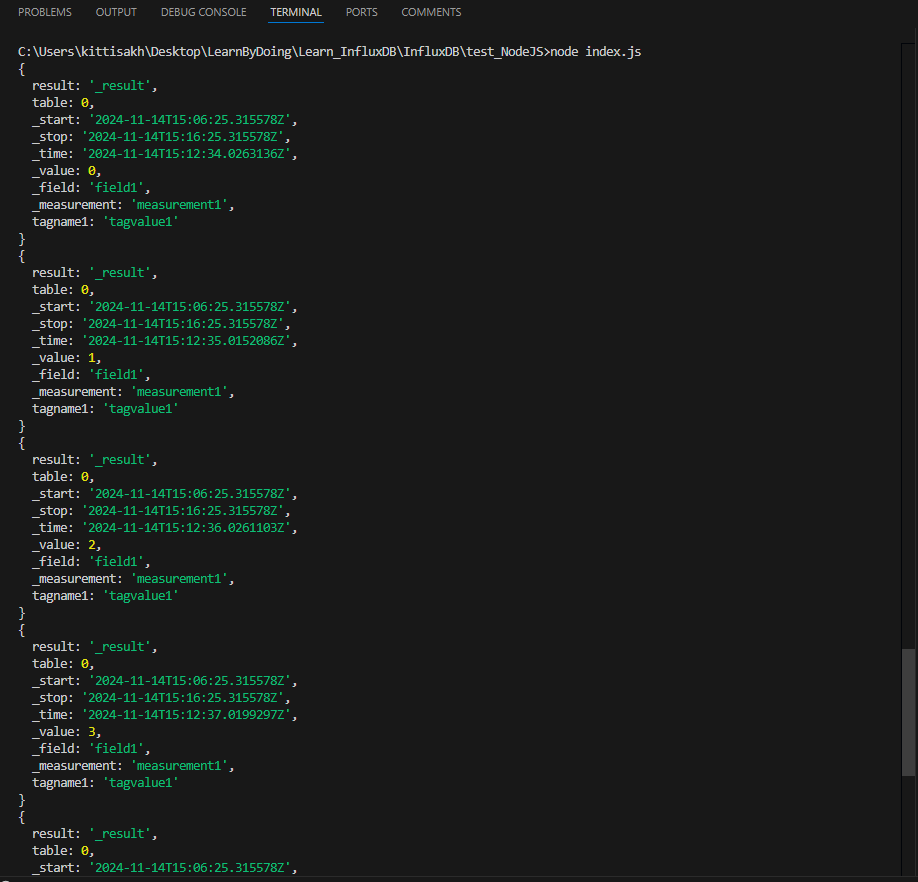 PROBLEMS OUTPUT DEBUG CONSOLE TERMINAL PORTS COMMENTS
C:\Users\kittisakh\Desktop\LearnByDoing\Learn_InfluxDB\InfluxDB\test_NodeJS>node index.js
{
  result: '_result',
  table: 0,
  _start: '2024-11-14T15:06:25.315578Z',
  _stop: '2024-11-14T15:16:25.315578Z',
  _time: '2024-11-14T15:12:34.0263136Z',
  _value: 0,
  _field: 'field1',
  _measurement: 'measurement1',
  tagname1: 'tagvalue1'
}
{
  result: '_result',
  table: 0,
  _start: '2024-11-14T15:06:25.315578Z',
  _stop: '2024-11-14T15:16:25.315578Z',
  _time: '2024-11-14T15:12:35.0152086Z',
  _value: 1,
  _field: 'field1',
  _measurement: 'measurement1',
  tagname1: 'tagvalue1'
}
{
  result: '_result',
  table: 0,
  _start: '2024-11-14T15:06:25.315578Z',
  _stop: '2024-11-14T15:16:25.315578Z',
  _time: '2024-11-14T15:12:36.0261103Z',
  _value: 2,
  _field: 'field1',
  _measurement: 'measurement1',
  tagname1: 'tagvalue1'
}
{
  result: '_result',
  table: 0,
  _start: '2024-11-14T15:06:25.315578Z',
  _stop: '2024-11-14T15:16:25.315578Z',
  _time: '2024-11-14T15:12:37.0199297Z',
  _value: 3,
  _field: 'field1',
  _measurement: 'measurement1',
  tagname1: 'tagvalue1'
}
{
  result: '_result',
  table: 0,
  _start: '2024-11-14T15:06:25.315578Z',